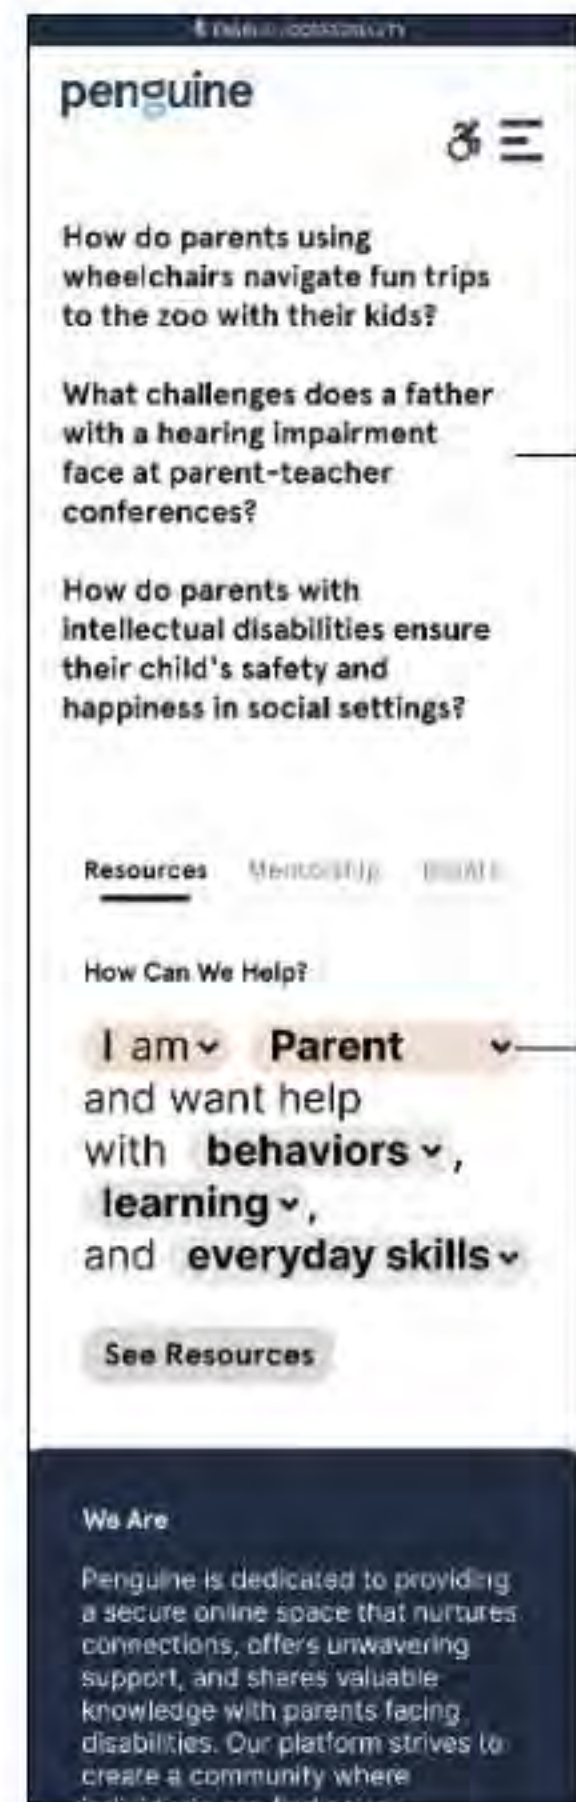 penguine
How do parents using
wheelchairs navigate fun trips
to the zoo with their kids?
What challenges does a father
with a hearing impairment
face at parent-teacher
conferences?
How do parents with
intellectual disabilities ensure
their child's safety and
happiness in social settings?
Resources Mentorship
How Can We Help?
I am Parent
and want help
with behaviors,
learning,
and everyday skills
See Resources
We Are
Penguine is dedicated to providing
a secure online space that nurtures
connections, offers unwavering
support, and shares valuable
knowledge with parents facing
disabilities. Our platform strives to
create a community where